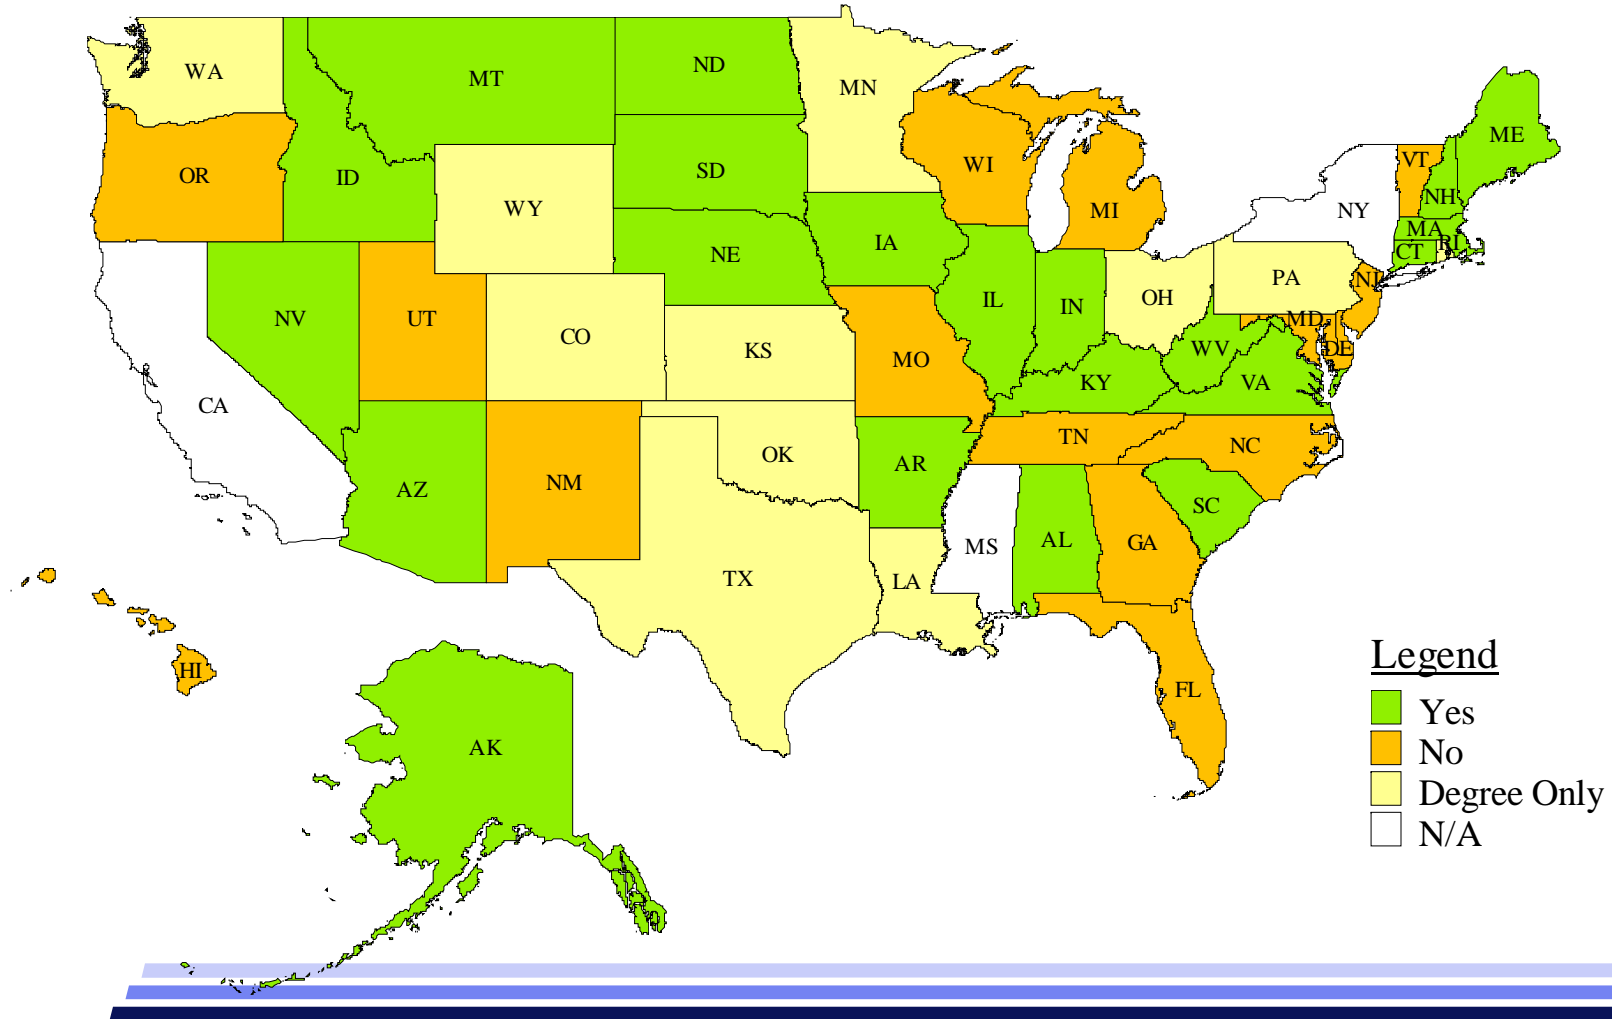 WA
MT
ND
MN
ME
OR
ID
SD
WI
VT
NH
WY
MI
NY
MA
RI
CT
NE
IA
PA
NJ
NV
UT
CO
KS
IL
IN
OH
MD
DE
WV
VA
MO
KY
CA
TN
NC
OK
AR
AZ
NM
SC
MS
AL
GA
TX
LA
HI
FL
AK
Legend
Yes
No
Degree Only
N/A